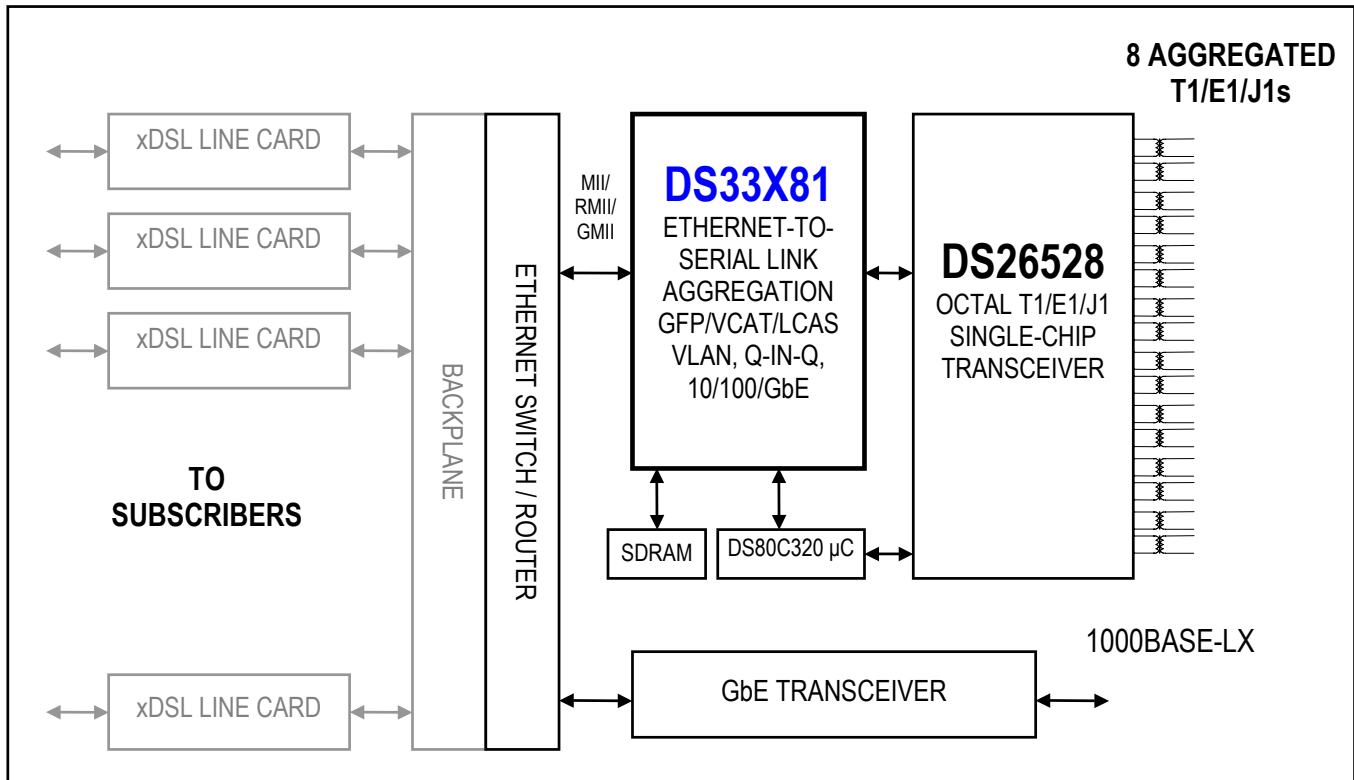 8 AGGREGATED
T1/E1/J1s
xDSL LINE CARD
xDSL LINE CARD
xDSL LINE CARD
xDSL LINE CARD
TO
SUBSCRIBERS
BACKPLANE
ETHERNET SWITCH / ROUTER
MII/
RMII/
GMII
DS33X81
ETHERNET-TO-
SERIAL LINK
AGGREGATION
GFP/VCAT/LCAS
VLAN, Q-IN-Q,
10/100/GbE
SDRAM
DS80C320 µC
DS26528
OCTAL T1/E1/J1
SINGLE-CHIP
TRANSCEIVER
GbE TRANSCEIVER
1000BASE-LX